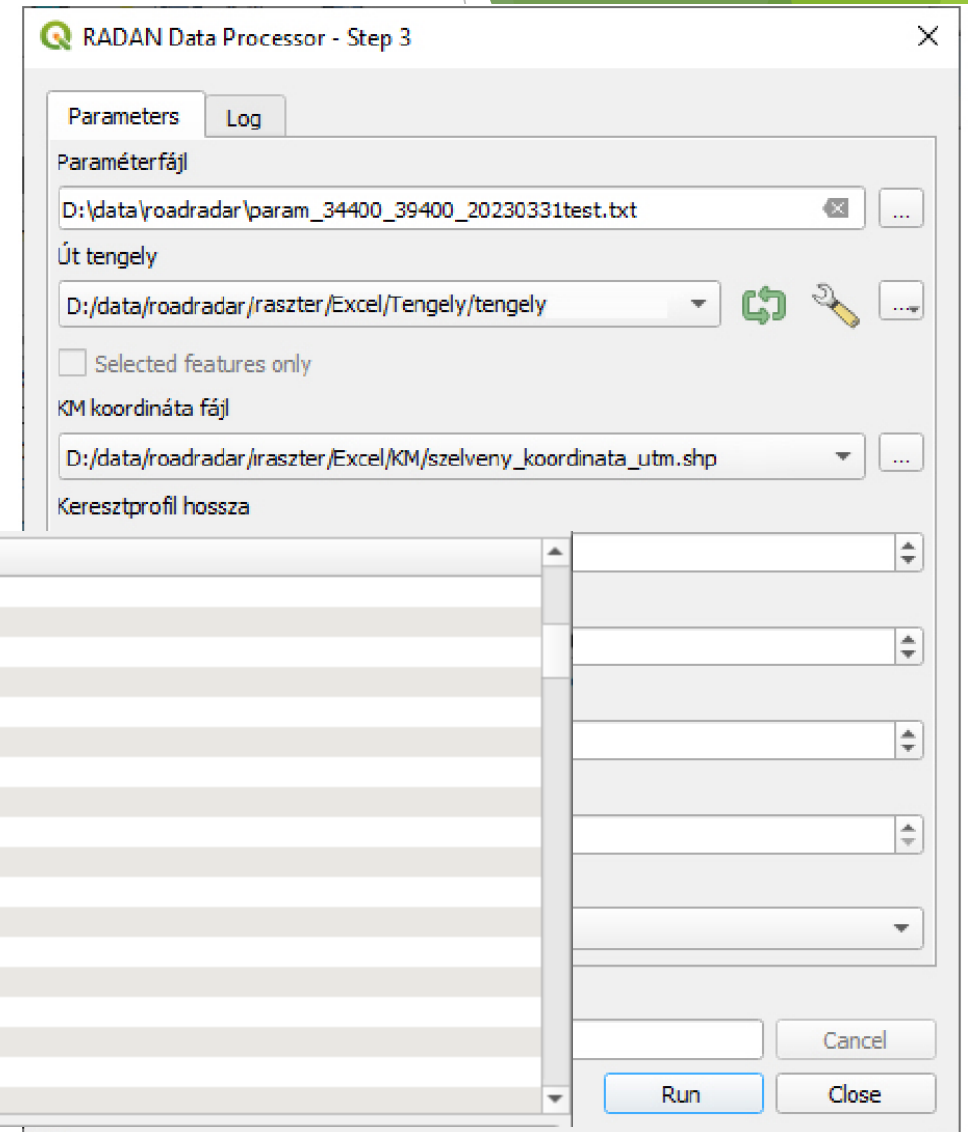 RADAN Data Processor - Step 3
Parameters
Log
Paraméterfájl
D:\data\roadradar\param_34400_39400_20230331test.txt
...
Út tengely
D:/data/roadradar/raszter/Excel/Tengely/tengely
...
Selected features only
KM koordináta fájl
D:/data/roadradar/iraszter/Excel/KM/szelveny_koordinata_utm.shp
...
Keresztprofil hossza
Cancel
Run
Close